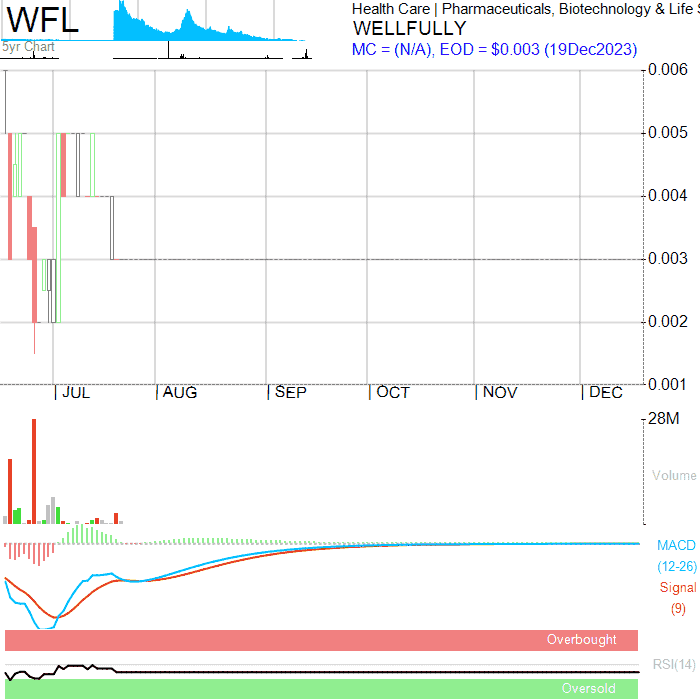 WFL
5yr Chart
Health Care | Pharmaceuticals, Biotechnology & Life S
WELLFULLY
MC = (N/A), EOD = $0.003 (19Dec2023)
0.006
0.005
0.004
0.003
0.002
0.001
JUL AUG SEP OCT NOV DEC
28M
Volume
MACD
(12-26)
Signal
(9)
Overbought
RSI(14)
Oversold